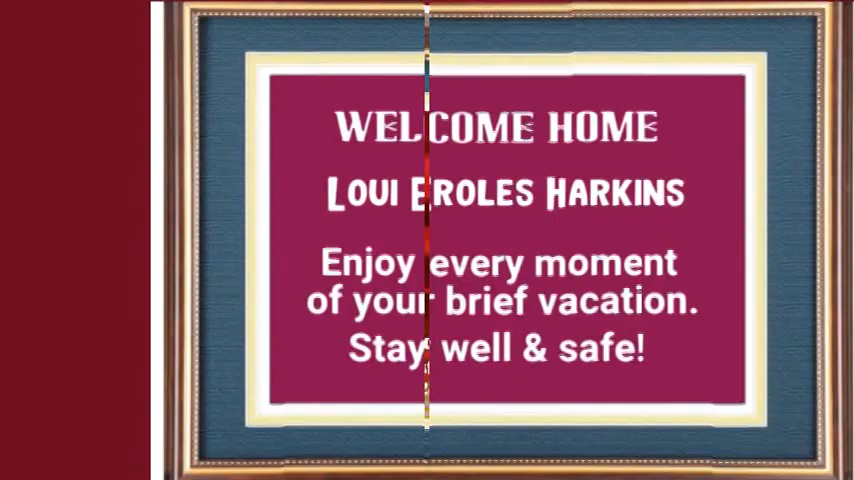 WELCOME HOME
LOUI EROLES HARKINS
Enjoy every moment
of your brief vacation.
Stay well & safe!